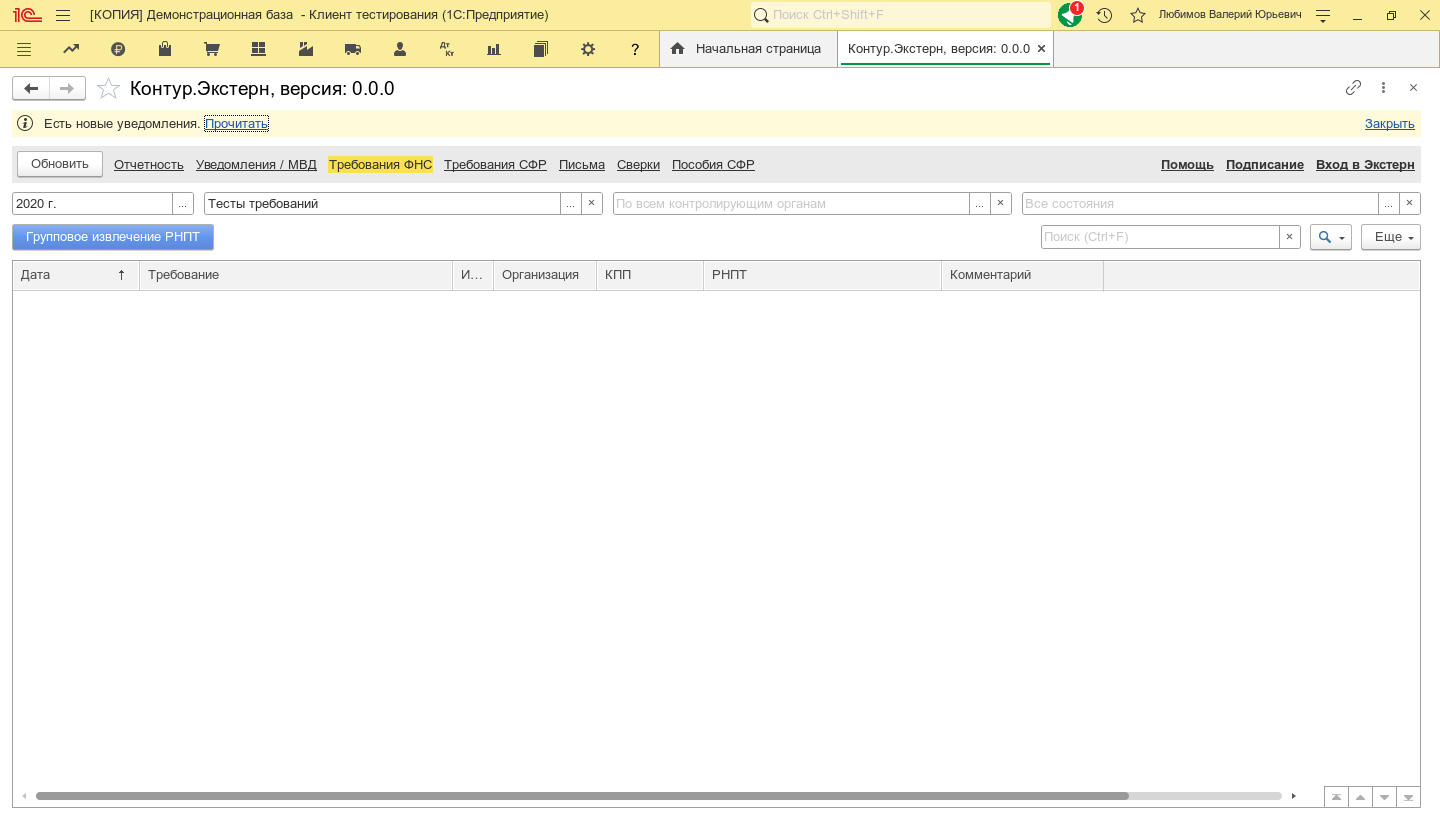 1С [КОПИЯ] Демонстрационная база - Клиент тестирования (1С:Предприятие) Поиск Ctrl+Shift+F 1 Любимов Валерий Юрьевич
Дт Кт ? Начальная страница Контур.Экстерн, версия: 0.0.0 ×
Контур.Экстерн, версия: 0.0.0
Есть новые уведомления. Прочитать Закрыть
Обновить Отчетность Уведомления / МВД Требования ФНС Требования СФР Письма Сверки Пособия СФР Помощь Подписание Вход в Экстерн
2020 г. ... Тесты требований ... × По всем контролирующим органам ... × Все состояния ... ×
Групповое извлечение РНПТ Поиск (Ctrl+F) × Еще
Дата ↑ Требование И... Организация КПП РНПТ Комментарий